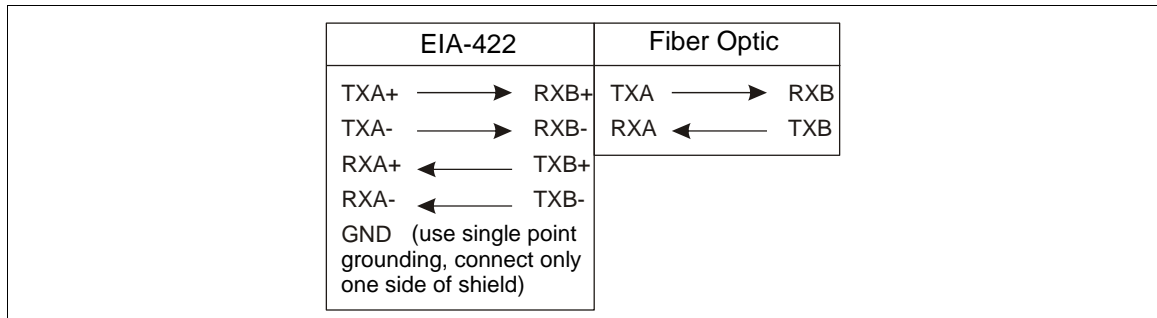 EIA-422
TXA+ RXB+
TXA- RXB-
RXA+ TXB+
RXA- TXB-
GND (use single point
grounding, connect only
one side of shield)
Fiber Optic
TXA RXB
RXA TXB